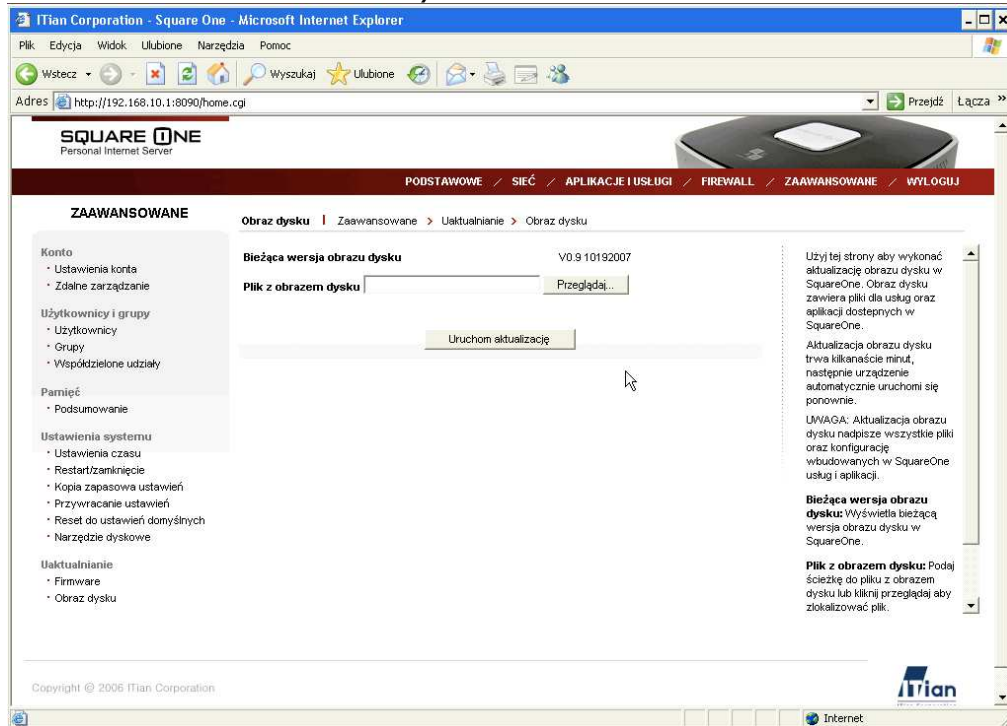 ITian Corporation - Square One - Microsoft Internet Explorer
Plik Edycja Widok Ulubione Narzędzia Pomoc
Wstecz Wyszukaj Ulubione
Adres http://192.168.10.1:8090/home.cgi Przejdź Łącza »
SQUARE ONE
Personal Internet Server
PODSTAWOWE / SIEĆ / APLIKACJE I USŁUGI / FIREWALL / ZAAWANSOWANE / WYLOGUJ
ZAAWANSOWANE
Konto
Ustawienia konta
Zdalne zarządzanie
Użytkownicy i grupy
Użytkownicy
Grupy
Współdzielone udziały
Pamięć
Podsumowanie
Ustawienia systemu
Ustawienia czasu
Restart/zamknięcie
Kopia zapasowa ustawień
Przywracanie ustawień
Reset do ustawień domyślnych
Narzędzie dyskowe
Uaktualnianie
Firmware
Obraz dysku
Obraz dysku | Zaawansowane > Uaktualnianie > Obraz dysku
Bieżąca wersja obrazu dysku V0.9 10192007
Plik z obrazem dysku Przeglądaj...
Uruchom aktualizację
Użyj tej strony aby wykonać
aktualizację obrazu dysku w
SquareOne. Obraz dysku
zawiera pliki dla usług oraz
aplikacji dostepnych w
SquareOne.
Aktualizacja obrazu dysku
trwa kilkanaście minut,
następnie urządzenie
automatycznie uruchomi się
ponownie.
UWAGA: Aktualizacja obrazu
dysku nadpisze wszystkie pliki
oraz konfigurację
wbudowanych w SquareOne
usług i aplikacji.
Bieżąca wersja obrazu
dysku: Wyświetla bieżącą
wersja obrazu dysku w
SquareOne.
Plik z obrazem dysku: Podaj
ścieżkę do pliku z obrazem
dysku lub kliknij przeglądaj aby
zlokalizować plik.
Copyright © 2006 ITian Corporation
ITian
Internet